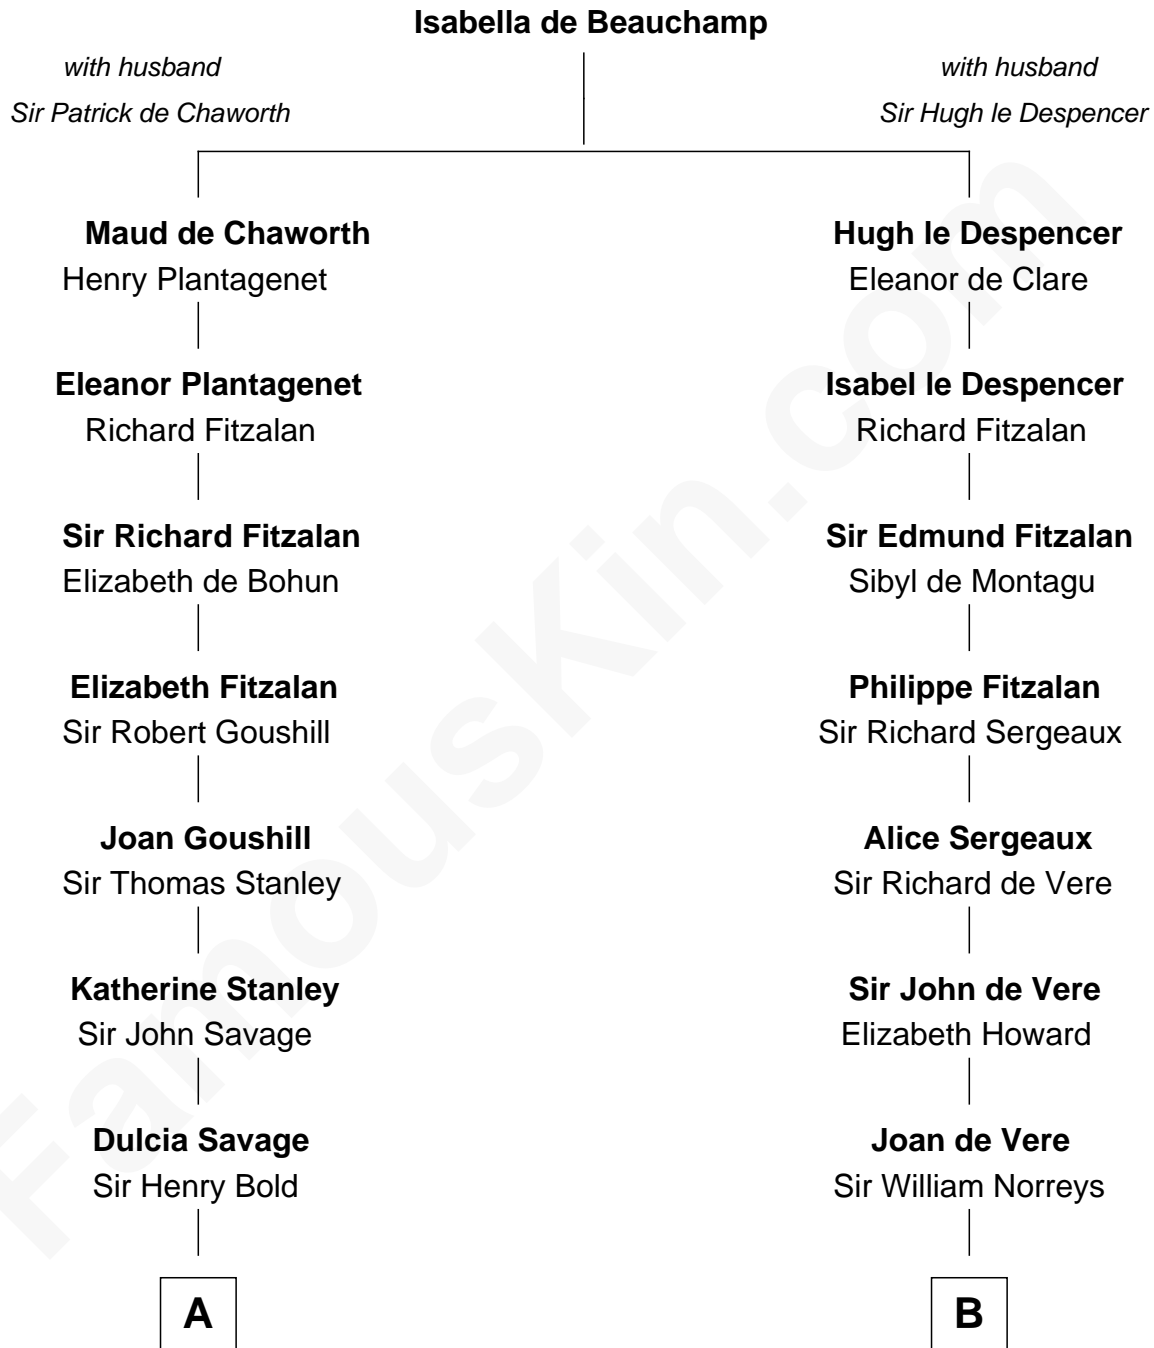 Isabella de Beauchamp
with husband
Sir Patrick de Chaworth
with husband
Sir Hugh le Despencer
Maud de Chaworth
Henry Plantagenet
Hugh le Despencer
Eleanor de Clare
Eleanor Plantagenet
Richard Fitzalan
Isabel le Despencer
Richard Fitzalan
Sir Richard Fitzalan
Elizabeth de Bohun
Sir Edmund Fitzalan
Sibyl de Montagu
Elizabeth Fitzalan
Sir Robert Goushill
Philippe Fitzalan
Sir Richard Sergeaux
Joan Goushill
Sir Thomas Stanley
Alice Sergeaux
Sir Richard de Vere
Katherine Stanley
Sir John Savage
Sir John de Vere
Elizabeth Howard
Dulcia Savage
Sir Henry Bold
Joan de Vere
Sir William Norreys
A
B
FamousKin.com